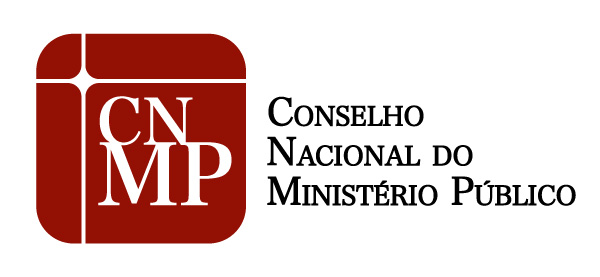 CN
MP
CONSELHO
NACIONAL DO
MINISTÉRIO PÚBLICO